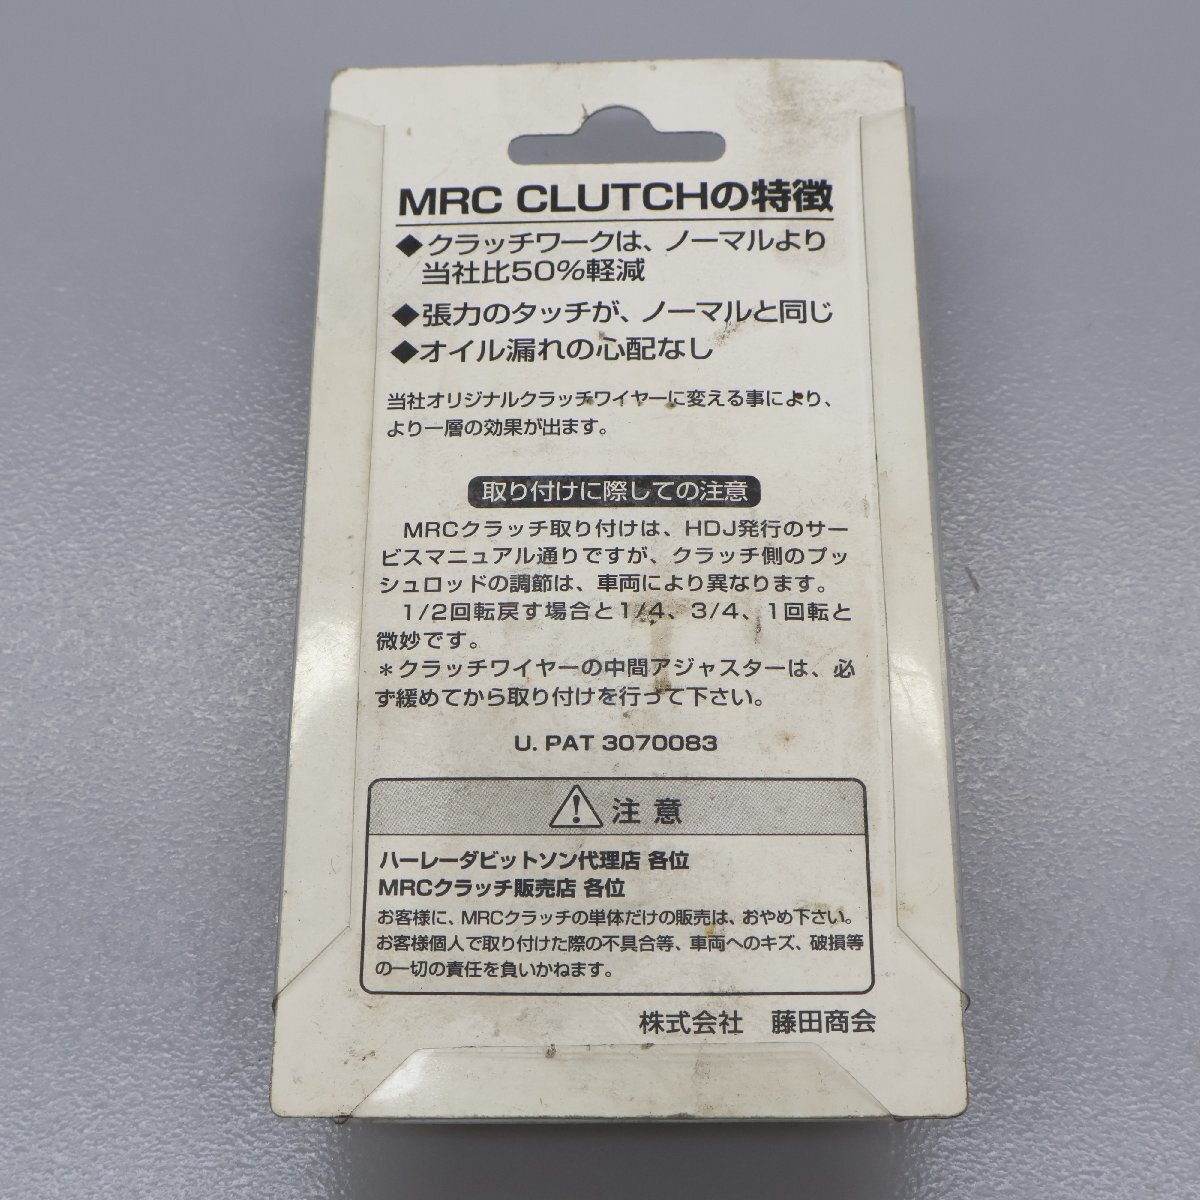 MRC CLUTCHの特徴
◆クラッチワークは、ノーマルより
当社比50%軽減
◆張力のタッチが、ノーマルと同じ
◆オイル漏れの心配なし
当社オリジナルクラッチワイヤーに変える事により、
より一層の効果が出ます。
取り付けに際しての注意
MRCクラッチ取り付けは、HDJ発行のサー
ビスマニュアル通りですが、クラッチ側のプッ
シュロッドの調節は、車両により異なります。
1/2回転戻す場合と1/4、3/4、1回転と
微妙です。
*クラッチワイヤーの中間アジャスターは、必
ず緩めてから取り付けを行って下さい。
U. PAT 3070083
注意
ハーレーダビットソン代理店 各位
MRCクラッチ販売店 各位
お客様に、MRCクラッチの単体だけの販売は、おやめ下さい。
お客様個人で取り付けた際の不具合等、車両へのキズ、破損等
の一切の責任を負いかねます。
株式会社 藤田商会